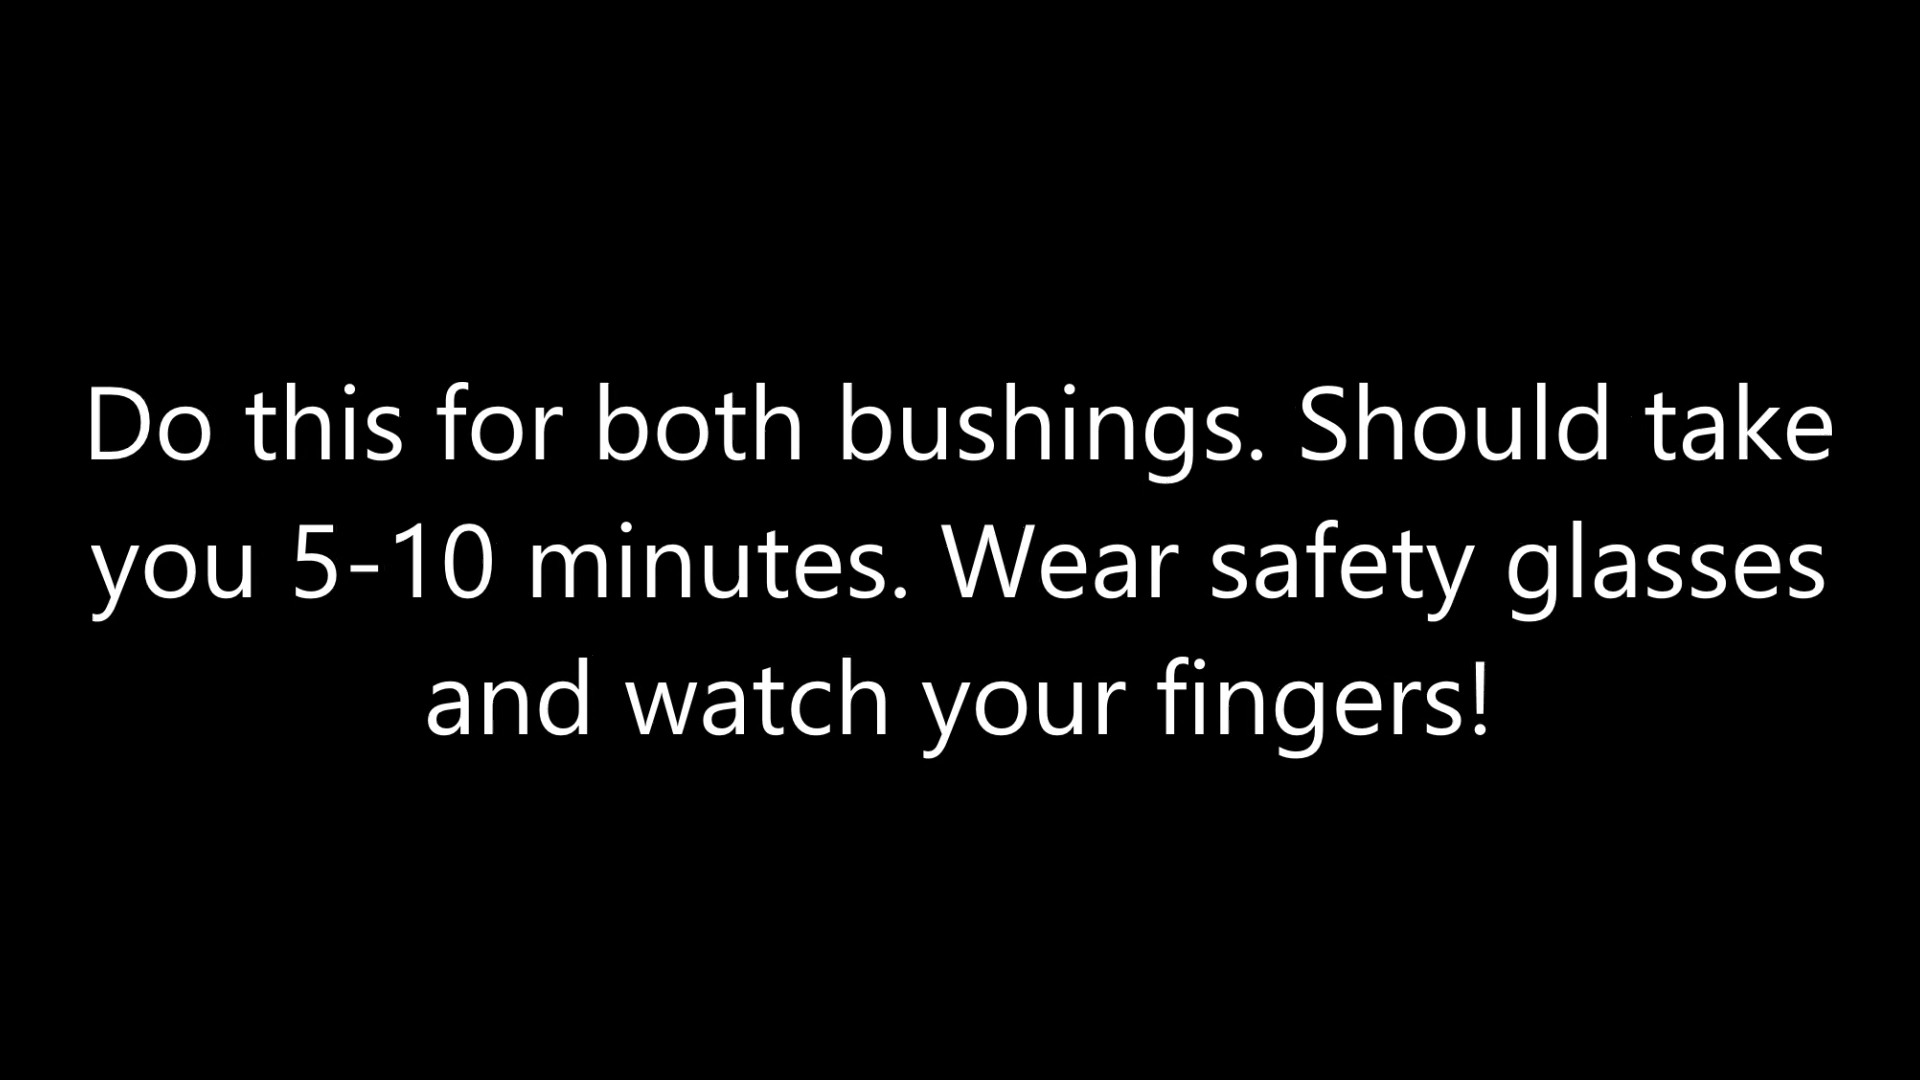 Do this for both bushings. Should take
you 5-10 minutes. Wear safety glasses
and watch your fingers!